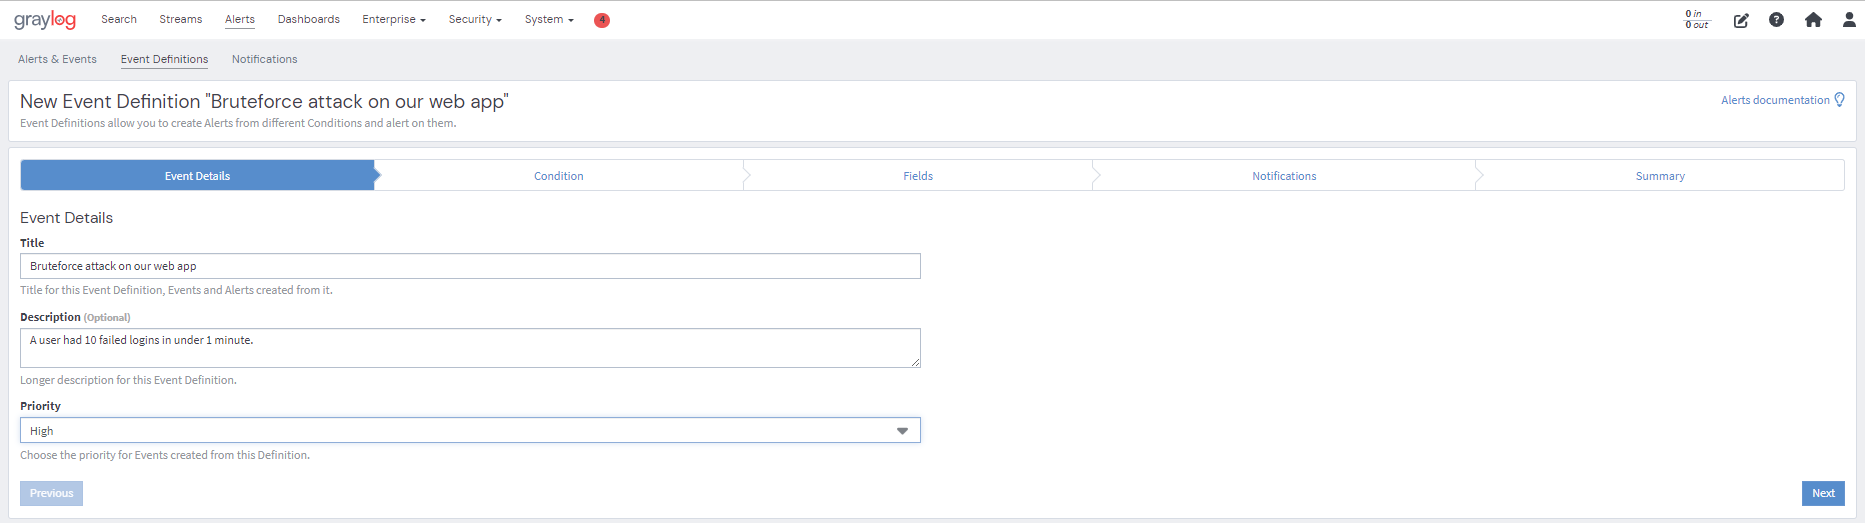 graylog Search Streams Alerts Dashboards Enterprise Security System 4 0 in
0 out
Alerts & Events Event Definitions Notifications
New Event Definition "Bruteforce attack on our web app"
Alerts documentation
Event Definitions allow you to create Alerts from different Conditions and alert on them.
Event Details Condition Fields Notifications Summary
Event Details
Title
Bruteforce attack on our web app
Title for this Event Definition, Events and Alerts created from it.
Description (Optional)
A user had 10 failed logins in under 1 minute.
Longer description for this Event Definition.
Priority
High
Choose the priority for Events created from this Definition.
Previous Next